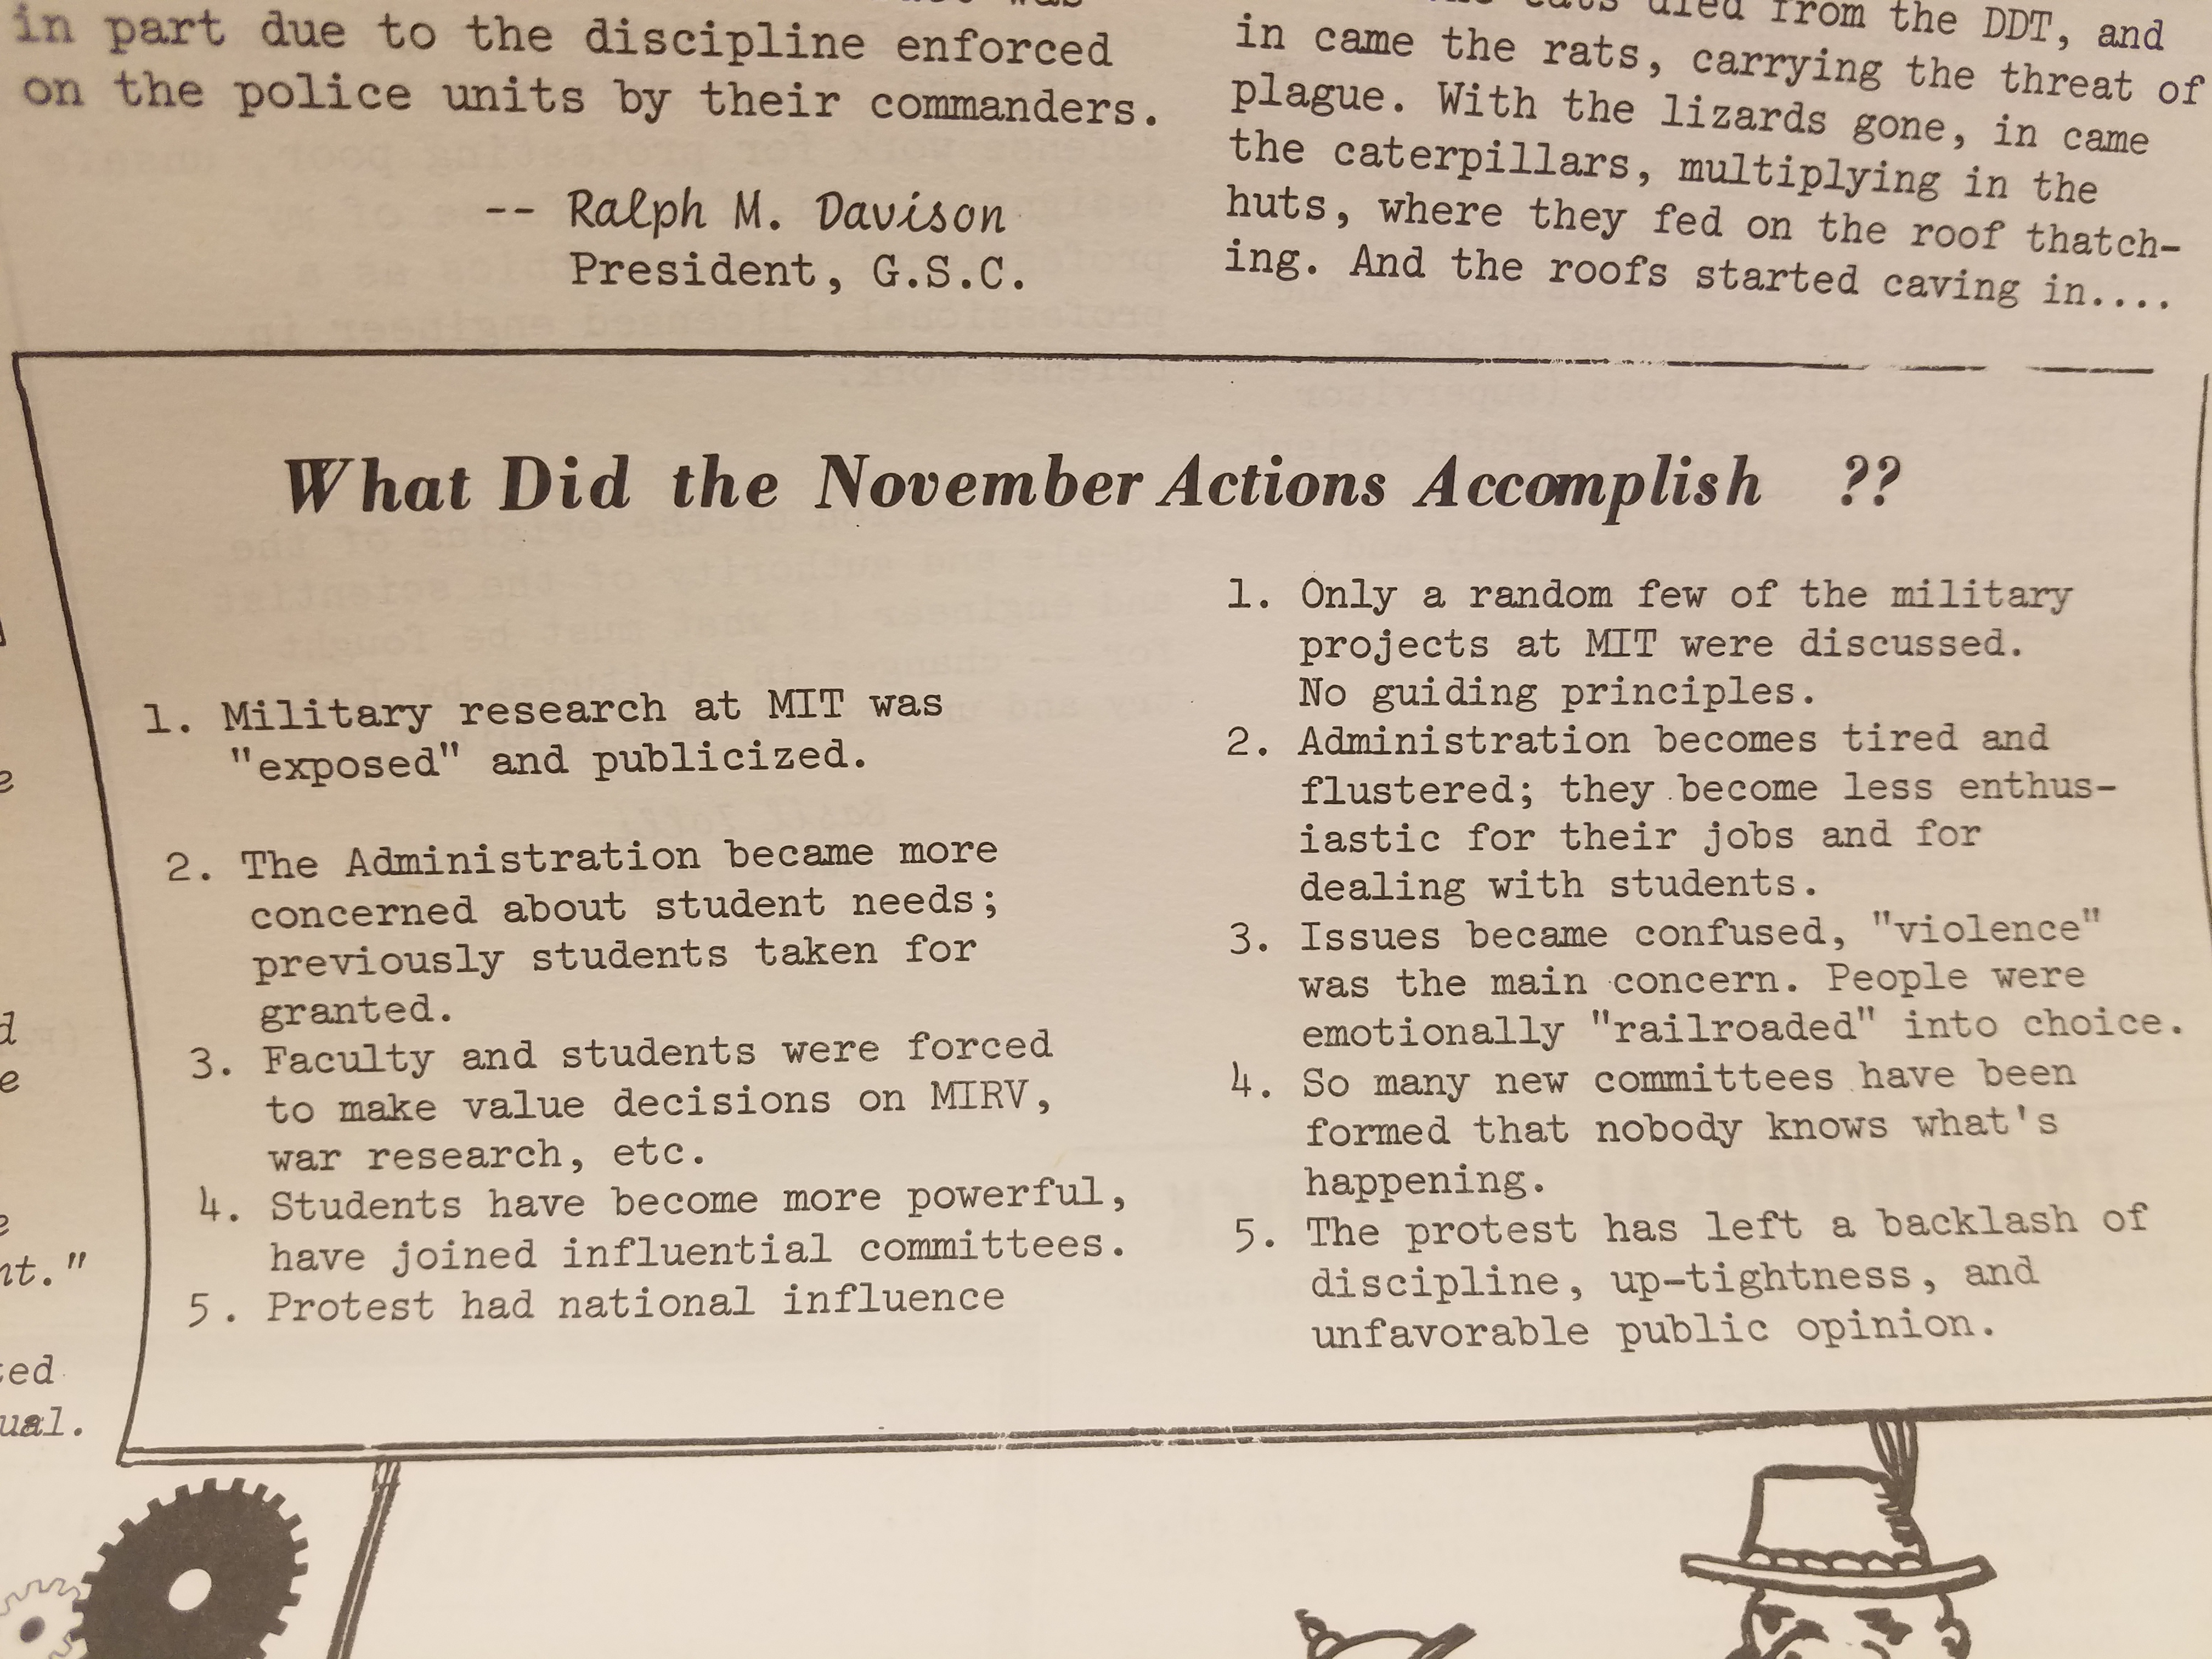 in part due to the discipline enforced
on the police units by their commanders.
-- Ralph M. Davison
President, G.S.C.
died from the DDT, and
in came the rats, carrying the threat of
plague. With the lizards gone, in came
the caterpillars, multiplying in the
huts, where they fed on the roof thatch-
ing. And the roofs started caving in....
What Did the November Actions Accomplish ??
1. Military research at MIT was
"exposed" and publicized.
2. The Administration became more
concerned about student needs;
previously students taken for
granted.
3. Faculty and students were forced
to make value decisions on MIRV,
war research, etc.
4. Students have become more powerful,
have joined influential committees.
5. Protest had national influence
1. Only a random few of the military
projects at MIT were discussed.
No guiding principles.
2. Administration becomes tired and
flustered; they become less enthus-
iastic for their jobs and for
dealing with students.
3. Issues became confused, "violence"
was the main concern. People were
emotionally "railroaded" into choice.
4. So many new committees have been
formed that nobody knows what's
happening.
5. The protest has left a backlash of
discipline, up-tightness, and
unfavorable public opinion.